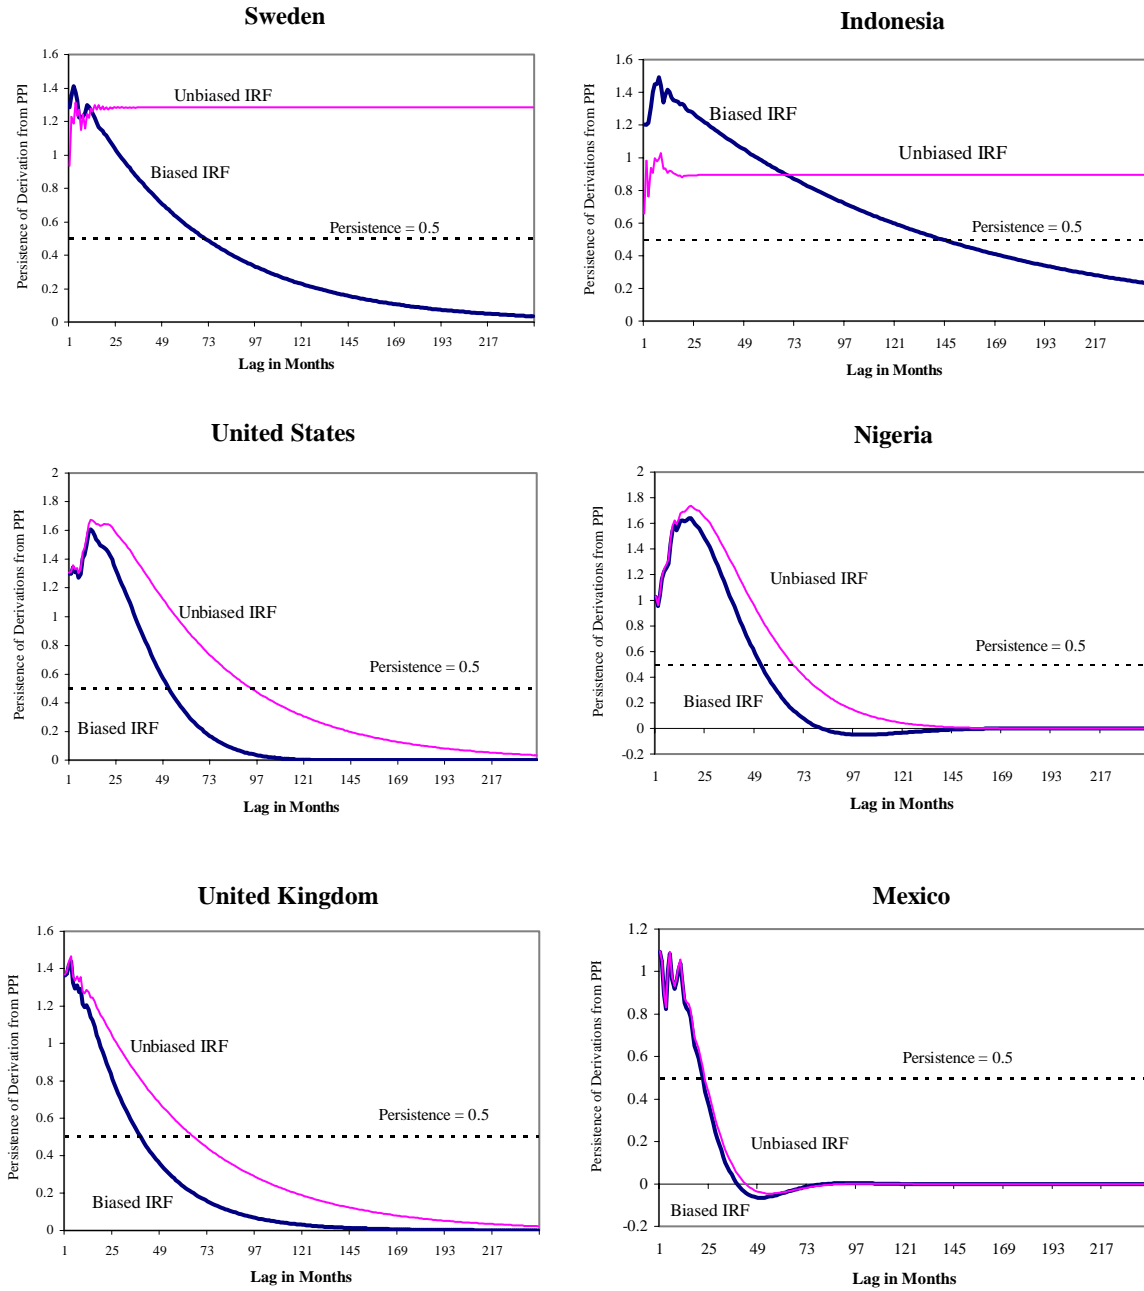 Sweden
Persistence of Derivation from PPI
1.6
1.4
1.2
1
0.8
0.6
0.4
0.2
0
Unbiased IRF
Biased IRF
Persistence = 0.5
1 25 49 73 97 121 145 169 193 217
Lag in Months
Indonesia
Persistence of Derivations from PPI
1.6
1.4
1.2
1
0.8
0.6
0.4
0.2
0
Biased IRF
Unbiased IRF
Persistence = 0.5
1 25 49 73 97 121 145 169 193 217
Lag in Months
United States
Persistence of Derivations from PPI
2
1.8
1.6
1.4
1.2
1
0.8
0.6
0.4
0.2
0
Unbiased IRF
Persistence = 0.5
Biased IRF
1 25 49 73 97 121 145 169 193 217
Lag in Months
Nigeria
Persistence of Derivations from PPI
2
1.8
1.6
1.4
1.2
1
0.8
0.6
0.4
0.2
0
-0.2
Unbiased IRF
Persistence = 0.5
Biased IRF
1 25 49 73 97 121 145 169 193 217
Lag in Months
United Kingdom
Persistence of Derivation from PPI
1.6
1.4
1.2
1
0.8
0.6
0.4
0.2
0
Unbiased IRF
Persistence = 0.5
Biased IRF
1 25 49 73 97 121 145 169 193 217
Lag in Months
Mexico
Persistence of Derivations from PPI
1.2
1
0.8
0.6
0.4
0.2
0
-0.2
Persistence = 0.5
Unbiased IRF
Biased IRF
1 25 49 73 97 121 145 169 193 217
Lag in Months